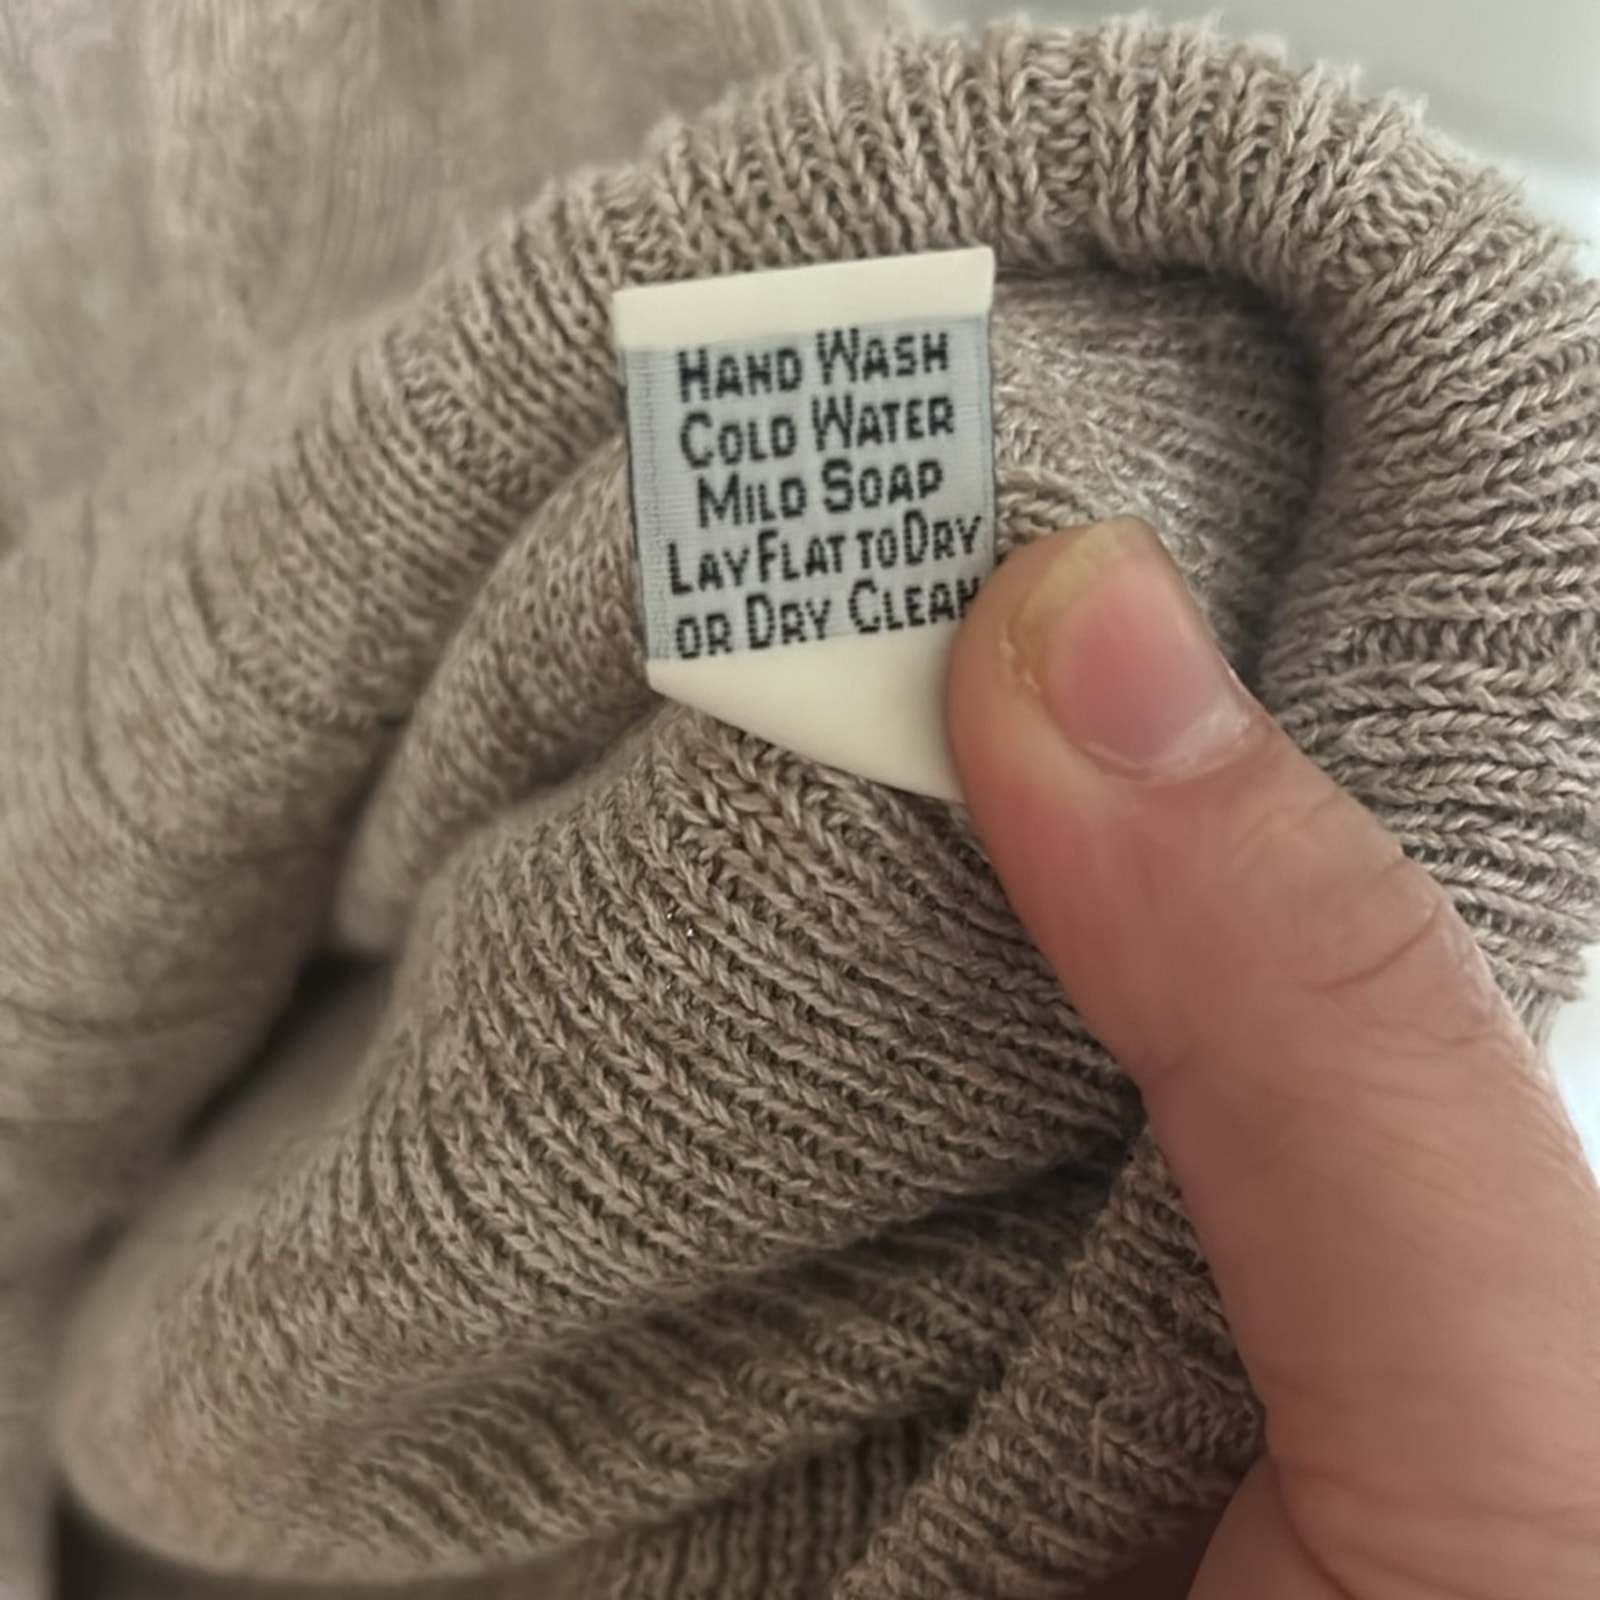 HAND WASH
COLD WATER
MILD SOAP
LAY FLAT TO DRY
OR DRY CLEAN